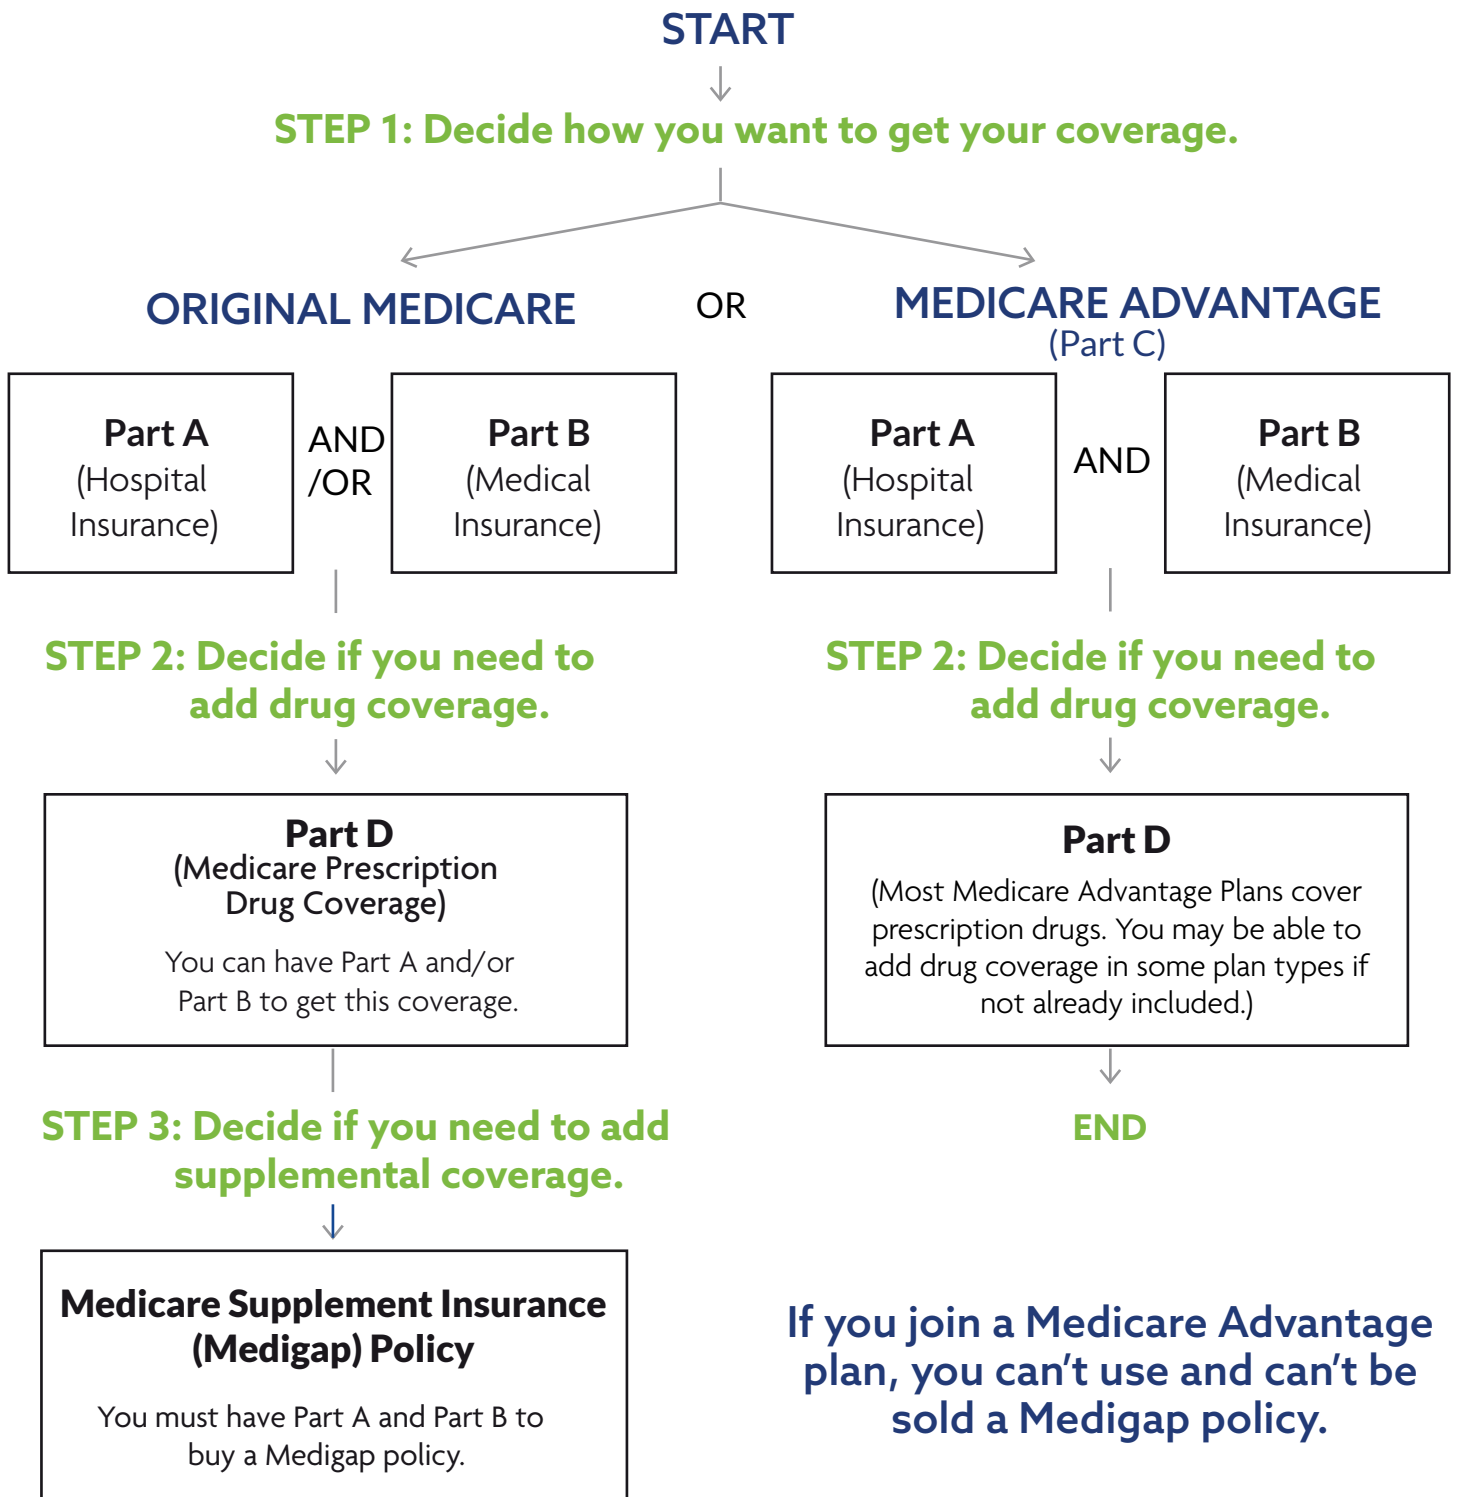 START
STEP 1: Decide how you want to get your coverage.
ORIGINAL MEDICARE
OR
MEDICARE ADVANTAGE
(Part C)
Part A
(Hospital
Insurance)
AND
/OR
Part B
(Medical
Insurance)
Part A
(Hospital
Insurance)
AND
Part B
(Medical
Insurance)
STEP 2: Decide if you need to
add drug coverage.
Part D
(Medicare Prescription
Drug Coverage)
You can have Part A and/or
Part B to get this coverage.
STEP 3: Decide if you need to add
supplemental coverage.
Medicare Supplement Insurance
(Medigap) Policy
You must have Part A and Part B to
buy a Medigap policy.
STEP 2: Decide if you need to
add drug coverage.
Part D
(Most Medicare Advantage Plans cover
prescription drugs. You may be able to
add drug coverage in some plan types if
not already included.)
END
If you join a Medicare Advantage
plan, you can’t use and can’t be
sold a Medigap policy.